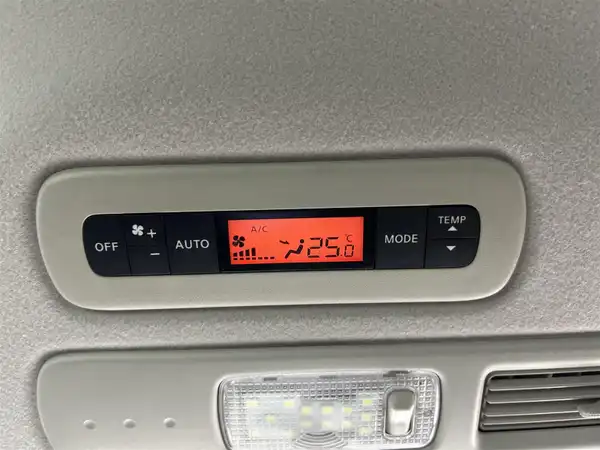 OFF
+
−
AUTO
A/C
25.0 °C
MODE
TEMP